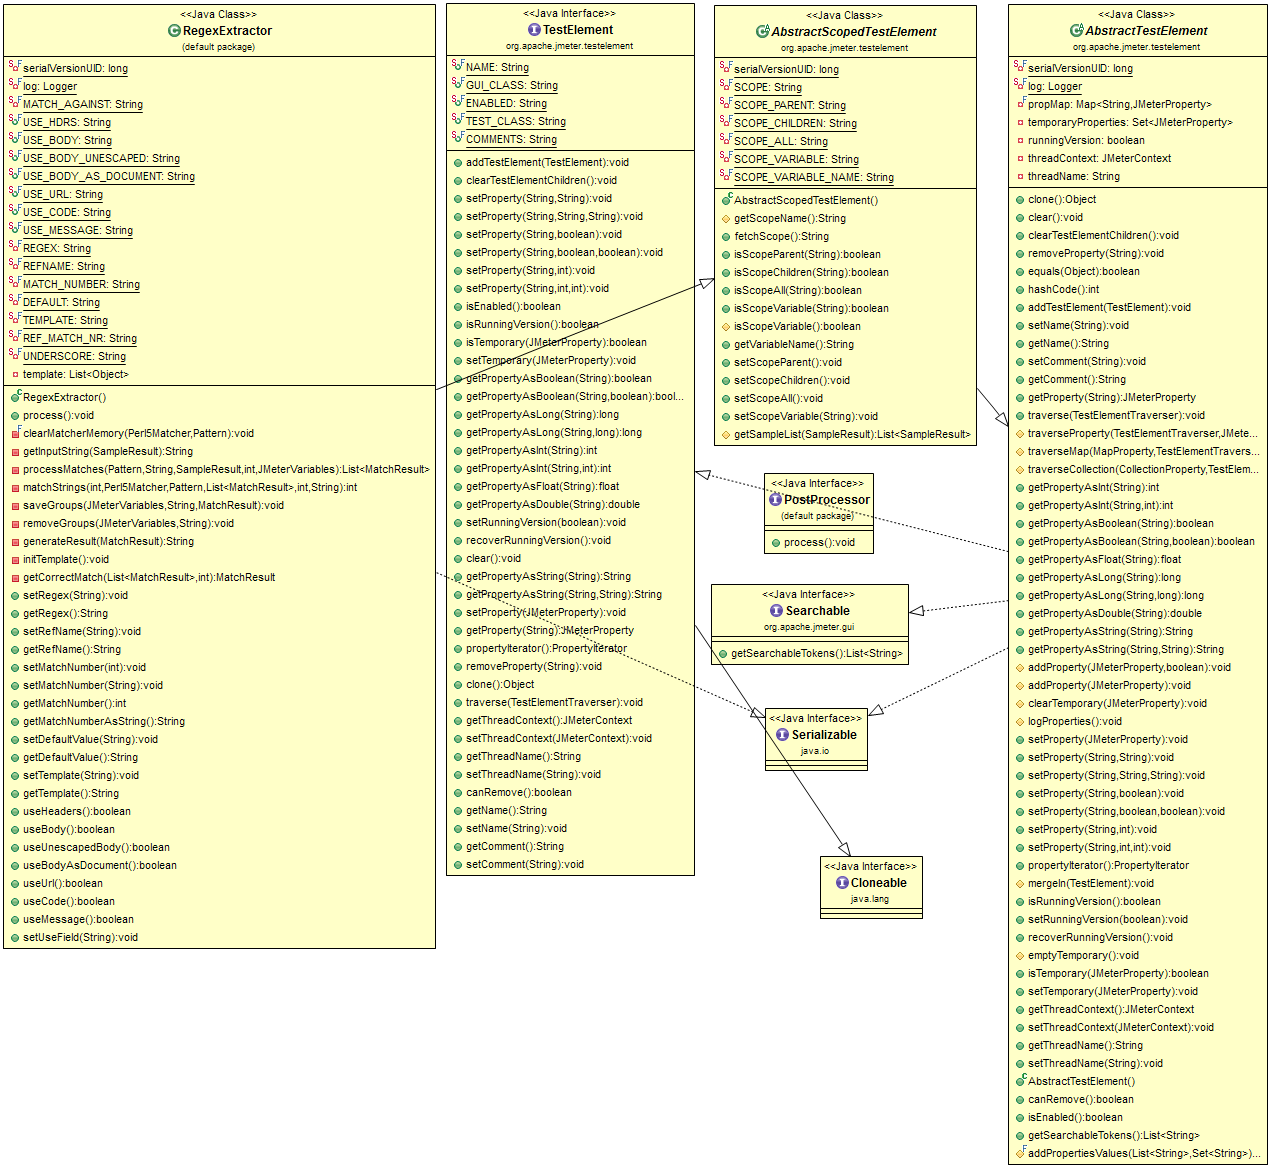 <<Java Class>>
RegexExtractor
(default package)
serialVersionUID: long
log: Logger
MATCH_AGAINST: String
USE_HDRS: String
USE_BODY: String
USE_BODY_UNESCAPED: String
USE_BODY_AS_DOCUMENT: String
USE_URL: String
USE_CODE: String
USE_MESSAGE: String
REGEX: String
REFNAME: String
MATCH_NUMBER: String
DEFAULT: String
TEMPLATE: String
REF_MATCH_NR: String
UNDERSCORE: String
template: List<Object>
RegexExtractor()
process():void
clearMatcherMemory(Perl5Matcher,Pattern):void
getInputString(SampleResult):String
processMatches(Pattern,String,SampleResult,int,JMeterVariables):List<MatchResult>
matchStrings(int,Perl5Matcher,Pattern,List<MatchResult>,int,String):int
saveGroups(JMeterVariables,String,MatchResult):void
removeGroups(JMeterVariables,String):void
generateResult(MatchResult):String
initTemplate():void
getCorrectMatch(List<MatchResult>,int):MatchResult
setRegex(String):void
getRegex():String
setRefName(String):void
getRefName():String
setMatchNumber(int):void
setMatchNumber(String):void
getMatchNumber():int
getMatchNumberAsString():String
setDefaultValue(String):void
getDefaultValue():String
setTemplate(String):void
getTemplate():String
useHeaders():boolean
useBody():boolean
useUnescapedBody():boolean
useBodyAsDocument():boolean
useUrl():boolean
useCode():boolean
useMessage():boolean
setUseField(String):void
<<Java Interface>>
TestElement
org.apache.jmeter.testelement
NAME: String
GUI_CLASS: String
ENABLED: String
TEST_CLASS: String
COMMENTS: String
addTestElement(TestElement):void
clearTestElementChildren():void
setProperty(String,String):void
setProperty(String,String,String):void
setProperty(String,boolean):void
setProperty(String,boolean,boolean):void
setProperty(String,int):void
setProperty(String,int,int):void
isEnabled():boolean
isRunningVersion():boolean
isTemporary(JMeterProperty):boolean
setTemporary(JMeterProperty):void
getPropertyAsBoolean(String):boolean
getPropertyAsBoolean(String,boolean):bool...
getPropertyAsLong(String):long
getPropertyAsLong(String,long):long
getPropertyAsInt(String):int
getPropertyAsInt(String,int):int
getPropertyAsFloat(String):float
getPropertyAsDouble(String):double
setRunningVersion(boolean):void
recoverRunningVersion():void
clear():void
getPropertyAsString(String):String
getPropertyAsString(String,String):String
setProperty(JMeterProperty):void
getProperty(String):JMeterProperty
propertyIterator():PropertyIterator
removeProperty(String):void
clone():Object
traverse(TestElementTraverser):void
getThreadContext():JMeterContext
setThreadContext(JMeterContext):void
getThreadName():String
setThreadName(String):void
canRemove():boolean
getName():String
setName(String):void
getComment():String
setComment(String):void
<<Java Class>>
AbstractScopedTestElement
org.apache.jmeter.testelement
serialVersionUID: long
SCOPE: String
SCOPE_PARENT: String
SCOPE_CHILDREN: String
SCOPE_ALL: String
SCOPE_VARIABLE: String
SCOPE_VARIABLE_NAME: String
AbstractScopedTestElement()
getScopeName():String
fetchScope():String
isScopeParent(String):boolean
isScopeChildren(String):boolean
isScopeAll(String):boolean
isScopeVariable(String):boolean
isScopeVariable():boolean
getVariableName():String
setScopeParent():void
setScopeChildren():void
setScopeAll():void
setScopeVariable(String):void
getSampleList(SampleResult):List<SampleResult>
<<Java Interface>>
PostProcessor
(default package)
process():void
<<Java Interface>>
Searchable
org.apache.jmeter.gui
getSearchableTokens():List<String>
<<Java Interface>>
Serializable
java.io
<<Java Interface>>
Cloneable
java.lang
<<Java Class>>
AbstractTestElement
org.apache.jmeter.testelement
serialVersionUID: long
log: Logger
propMap: Map<String,JMeterProperty>
temporaryProperties: Set<JMeterProperty>
runningVersion: boolean
threadContext: JMeterContext
threadName: String
clone():Object
clear():void
clearTestElementChildren():void
removeProperty(String):void
equals(Object):boolean
hashCode():int
addTestElement(TestElement):void
setName(String):void
getName():String
setComment(String):void
getComment():String
getProperty(String):JMeterProperty
traverse(TestElementTraverser):void
traverseProperty(TestElementTraverser,JMete...
traverseMap(MapProperty,TestElementTravers...
traverseCollection(CollectionProperty,TestElem...
getPropertyAsInt(String):int
getPropertyAsInt(String,int):int
getPropertyAsBoolean(String):boolean
getPropertyAsBoolean(String,boolean):boolean
getPropertyAsFloat(String):float
getPropertyAsLong(String):long
getPropertyAsLong(String,long):long
getPropertyAsDouble(String):double
getPropertyAsString(String):String
getPropertyAsString(String,String):String
addProperty(JMeterProperty,boolean):void
addProperty(JMeterProperty):void
clearTemporary(JMeterProperty):void
logProperties():void
setProperty(JMeterProperty):void
setProperty(String,String):void
setProperty(String,String,String):void
setProperty(String,boolean):void
setProperty(String,boolean,boolean):void
setProperty(String,int):void
setProperty(String,int,int):void
propertyIterator():PropertyIterator
mergeIn(TestElement):void
isRunningVersion():boolean
setRunningVersion(boolean):void
recoverRunningVersion():void
emptyTemporary():void
isTemporary(JMeterProperty):boolean
setTemporary(JMeterProperty):void
getThreadContext():JMeterContext
setThreadContext(JMeterContext):void
getThreadName():String
setThreadName(String):void
AbstractTestElement()
canRemove():boolean
isEnabled():boolean
getSearchableTokens():List<String>
addPropertiesValues(List<String>,Set<String>)...